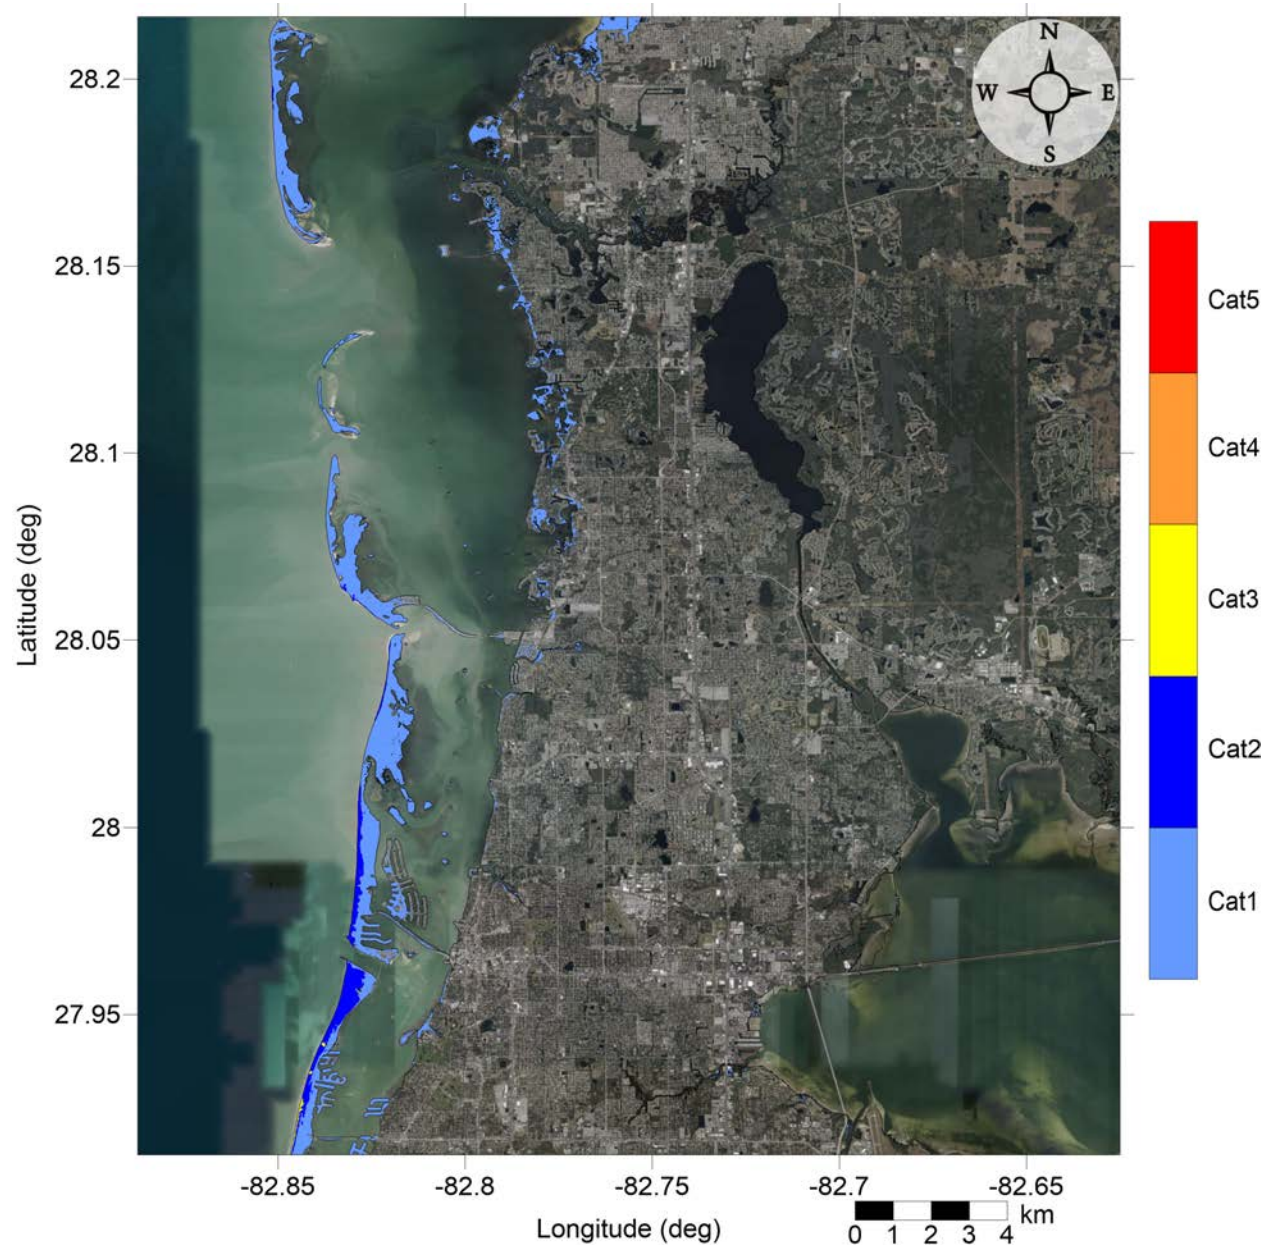 N
W E
S
28.2
28.15
28.1
28.05
28
27.95
Latitude (deg)
-82.85 -82.8 -82.75 -82.7 -82.65
Longitude (deg)
km
0 1 2 3 4
Cat5
Cat4
Cat3
Cat2
Cat1